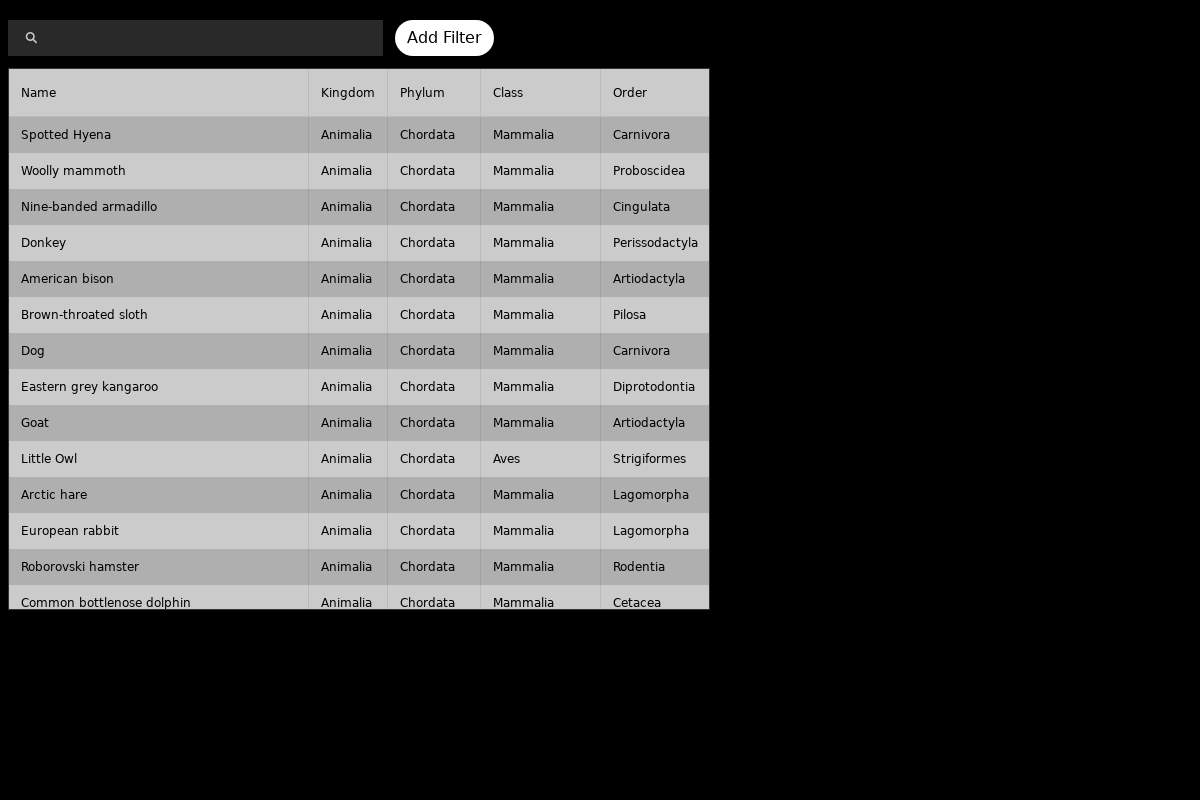 Add Filter
Name Kingdom Phylum Class Order
Spotted Hyena Animalia Chordata Mammalia Carnivora
Woolly mammoth Animalia Chordata Mammalia Proboscidea
Nine-banded armadillo Animalia Chordata Mammalia Cingulata
Donkey Animalia Chordata Mammalia Perissodactyla
American bison Animalia Chordata Mammalia Artiodactyla
Brown-throated sloth Animalia Chordata Mammalia Pilosa
Dog Animalia Chordata Mammalia Carnivora
Eastern grey kangaroo Animalia Chordata Mammalia Diprotodontia
Goat Animalia Chordata Mammalia Artiodactyla
Little Owl Animalia Chordata Aves Strigiformes
Arctic hare Animalia Chordata Mammalia Lagomorpha
European rabbit Animalia Chordata Mammalia Lagomorpha
Roborovski hamster Animalia Chordata Mammalia Rodentia
Common bottlenose dolphin Animalia Chordata Mammalia Cetacea